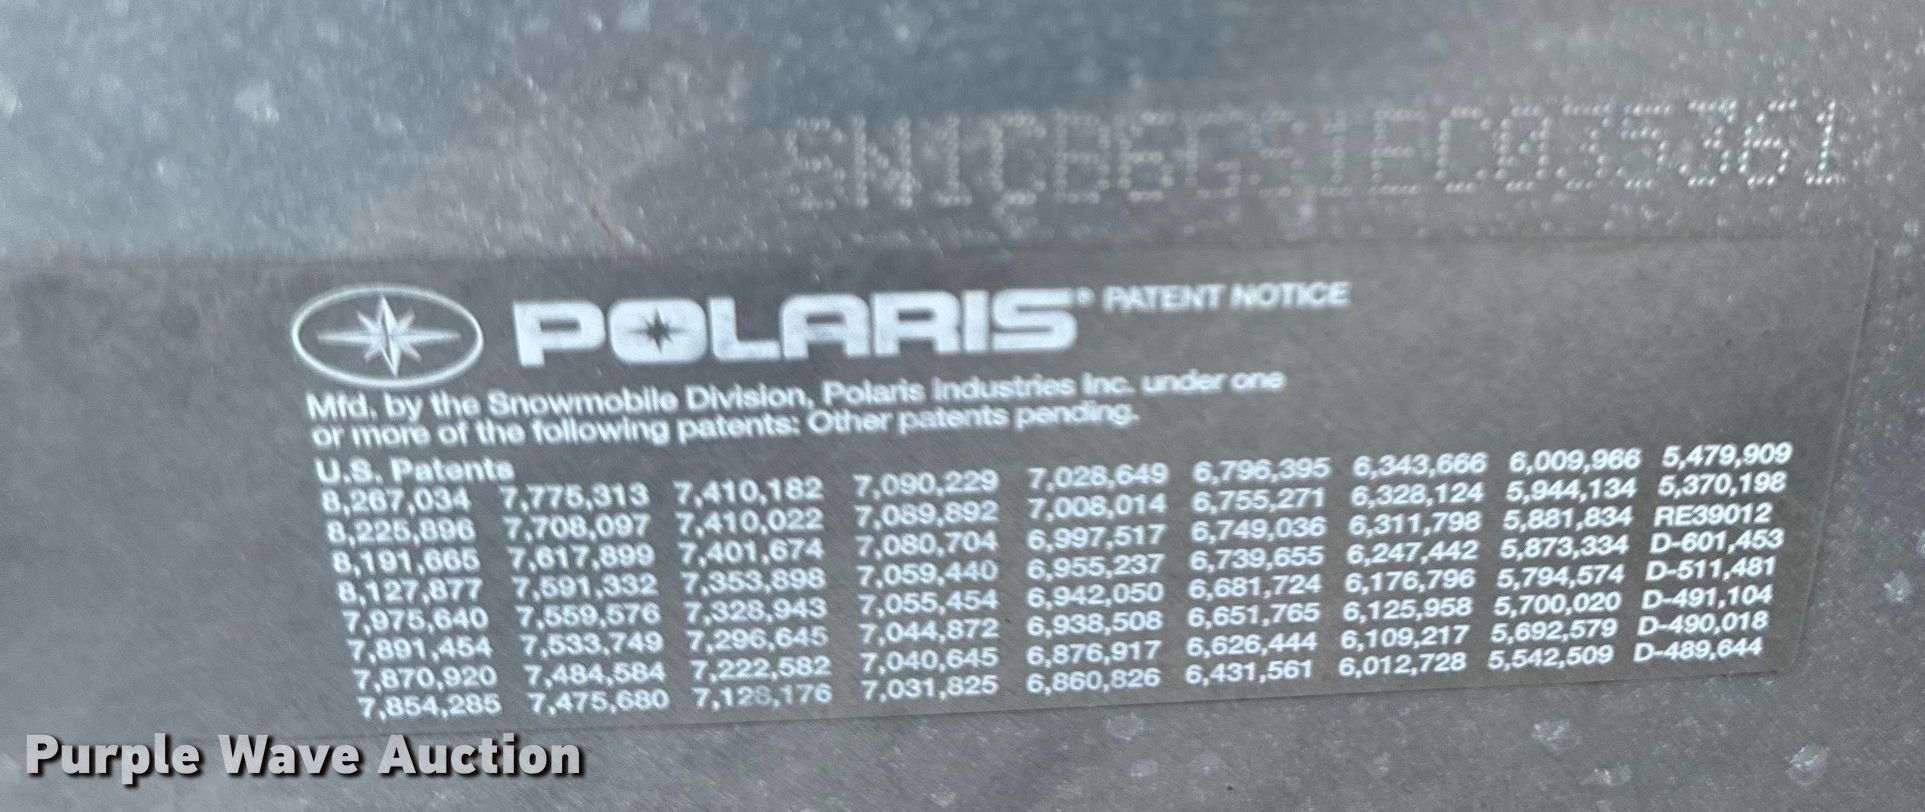 SN1CB6GS1EC035361
POLARIS® PATENT NOTICE
Mfd. by the Snowmobile Division, Polaris Industries Inc. under one
or more of the following patents: Other patents pending.
U.S. Patents
8,267,034 7,775,313 7,410,182 7,090,229 7,028,649 6,796,395 6,343,666 6,009,966 5,479,909
8,225,896 7,708,097 7,410,022 7,089,892 7,008,014 6,755,271 6,328,124 5,944,134 5,370,198
8,191,665 7,617,899 7,401,674 7,080,704 6,997,517 6,749,036 6,311,798 5,881,834 RE39012
8,127,877 7,591,332 7,353,898 7,059,440 6,955,237 6,739,655 6,247,442 5,873,334 D-601,453
7,975,640 7,559,576 7,328,943 7,055,454 6,942,050 6,681,724 6,176,796 5,794,574 D-511,481
7,891,454 7,533,749 7,296,645 7,044,872 6,938,508 6,651,765 6,125,958 5,700,020 D-491,104
7,870,920 7,484,584 7,222,582 7,040,645 6,876,917 6,626,444 6,109,217 5,692,579 D-490,018
7,854,285 7,475,680 7,128,176 7,031,825 6,860,826 6,431,561 6,012,728 5,542,509 D-489,644
Purple Wave Auction